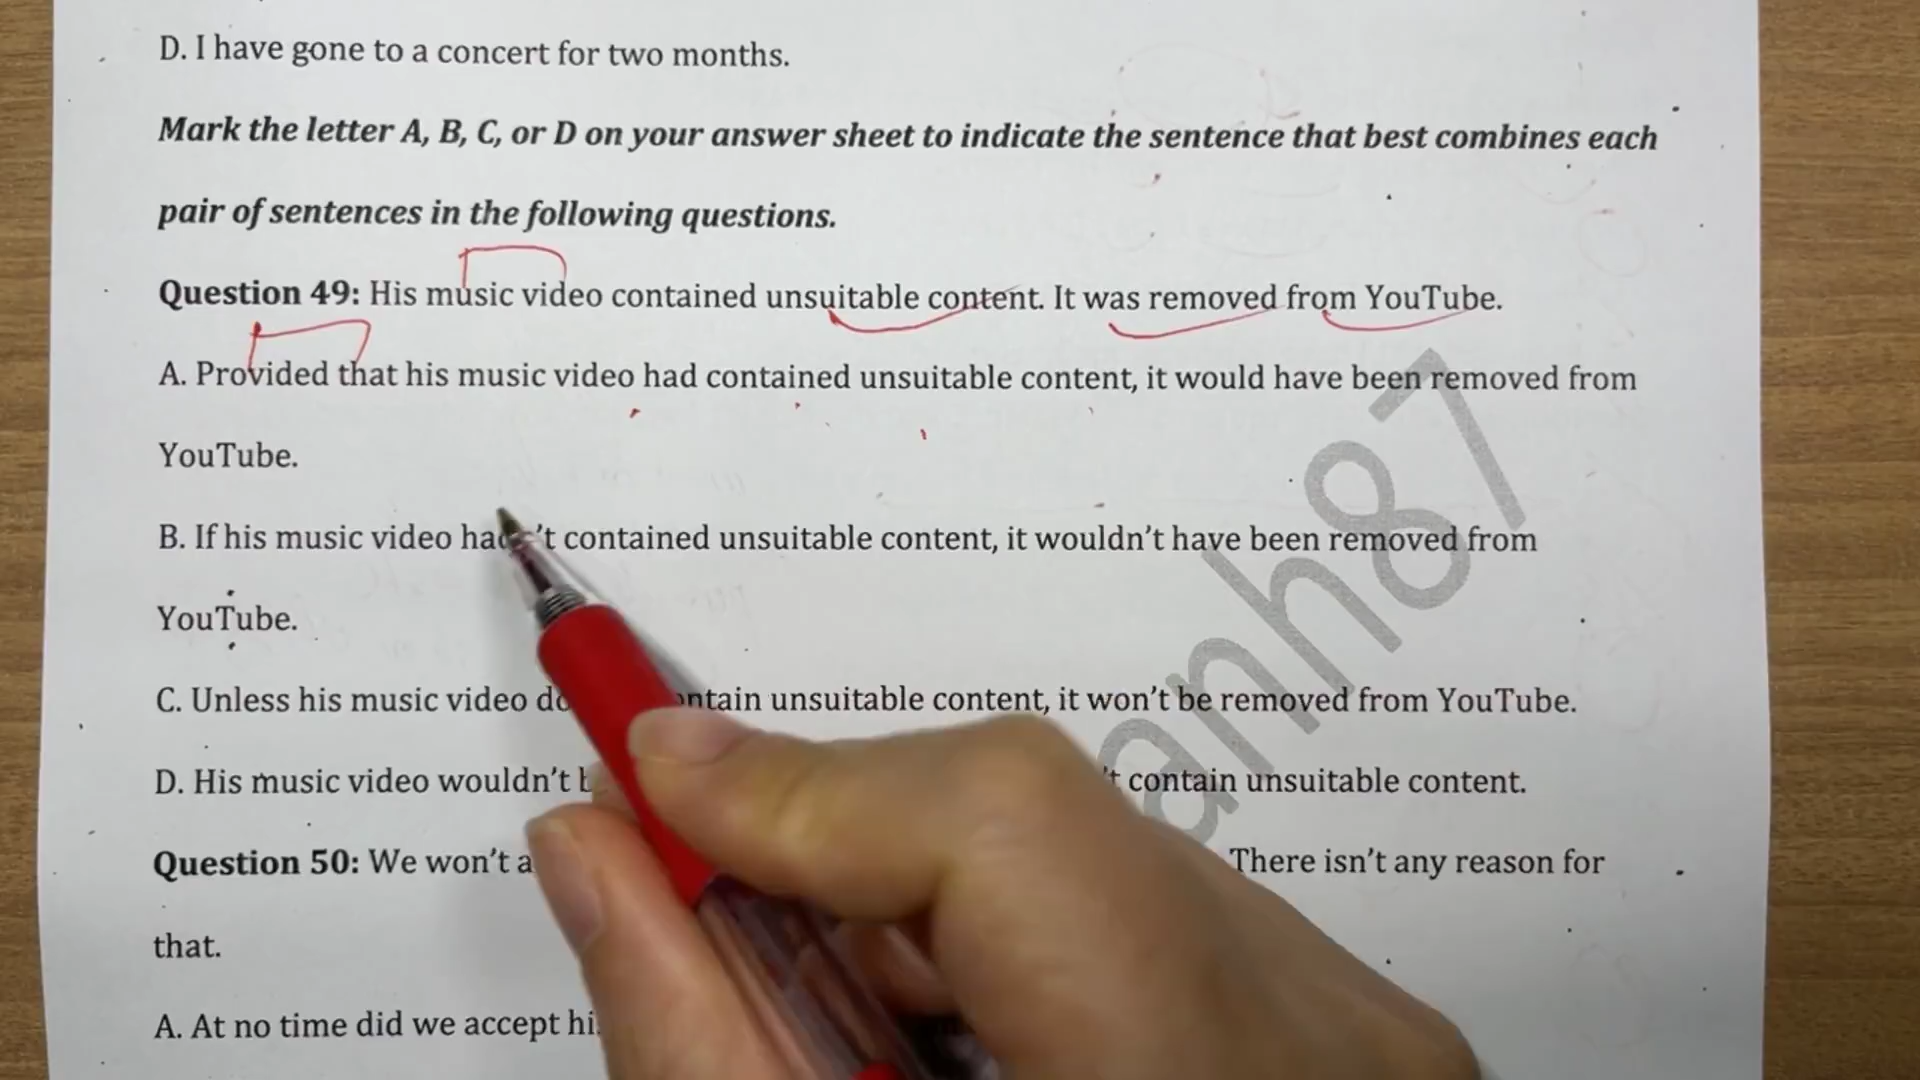 D. I have gone to a concert for two months.
Mark the letter A, B, C, or D on your answer sheet to indicate the sentence that best combines each
pair of sentences in the following questions.
Question 49: His music video contained unsuitable content. It was removed from YouTube.
A. Provided that his music video had contained unsuitable content, it would have been removed from
YouTube.
B. If his music video hadn't contained unsuitable content, it wouldn't have been removed from
YouTube.
C. Unless his music video contain unsuitable content, it won't be removed from YouTube.
D. His music video wouldn't contain unsuitable content.
Question 50: We won't There isn't any reason for
that.
A. At no time did we accept
anh87